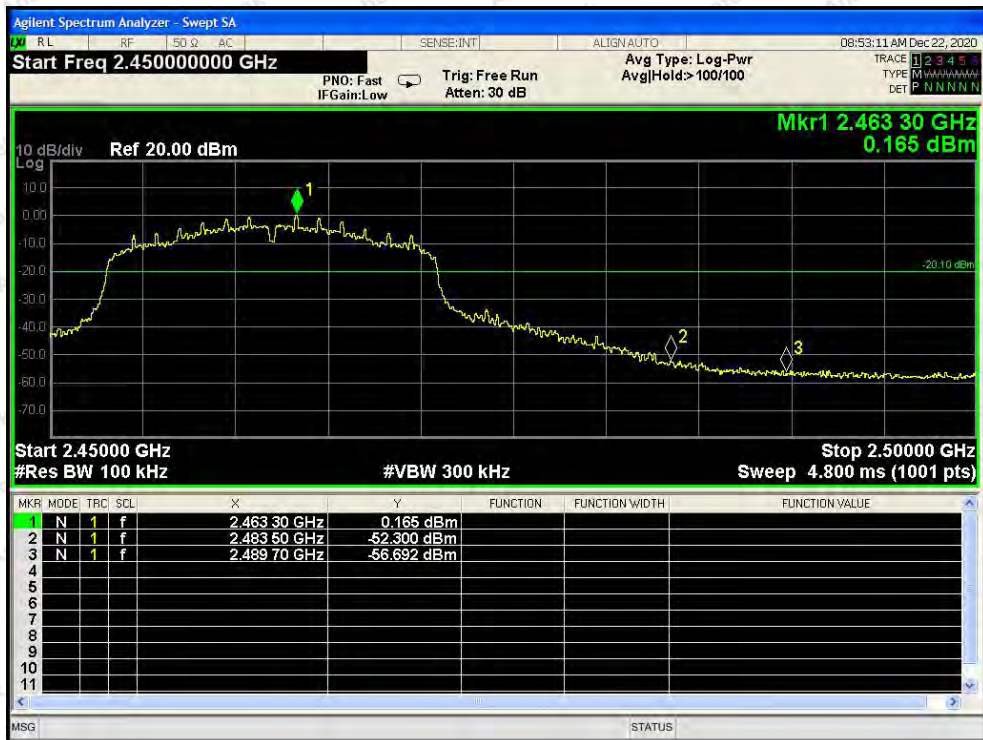 Agilent Spectrum Analyzer - Swept SA
LXI RL RF 50 Ω AC SENSE:INT ALIGN AUTO 08:53:11 AM Dec 22, 2020
Start Freq 2.450000000 GHz
PNO: Fast
IFGain:Low
Trig: Free Run
Atten: 30 dB
Avg Type: Log-Pwr
Avg|Hold:> 100/100
TRACE 1 2 3 4 5 6
TYPE M
DET P N N N N N
Mkr1 2.463 30 GHz
0.165 dBm
10 dB/div Ref 20.00 dBm
Log
10.0
0.00
-10.0
-20.0
-30.0
-40.0
-50.0
-60.0
-70.0
1
-20.10 dBm
2
3
Start 2.45000 GHz Stop 2.50000 GHz
#Res BW 100 kHz #VBW 300 kHz Sweep 4.800 ms (1001 pts)
MKR MODE TRC SCL X Y FUNCTION FUNCTION WIDTH FUNCTION VALUE
1 N 1 f 2.463 30 GHz 0.165 dBm
2 N 1 f 2.483 50 GHz -52.300 dBm
3 N 1 f 2.489 70 GHz -56.692 dBm
4
5
6
7
8
9
10
11
MSG STATUS